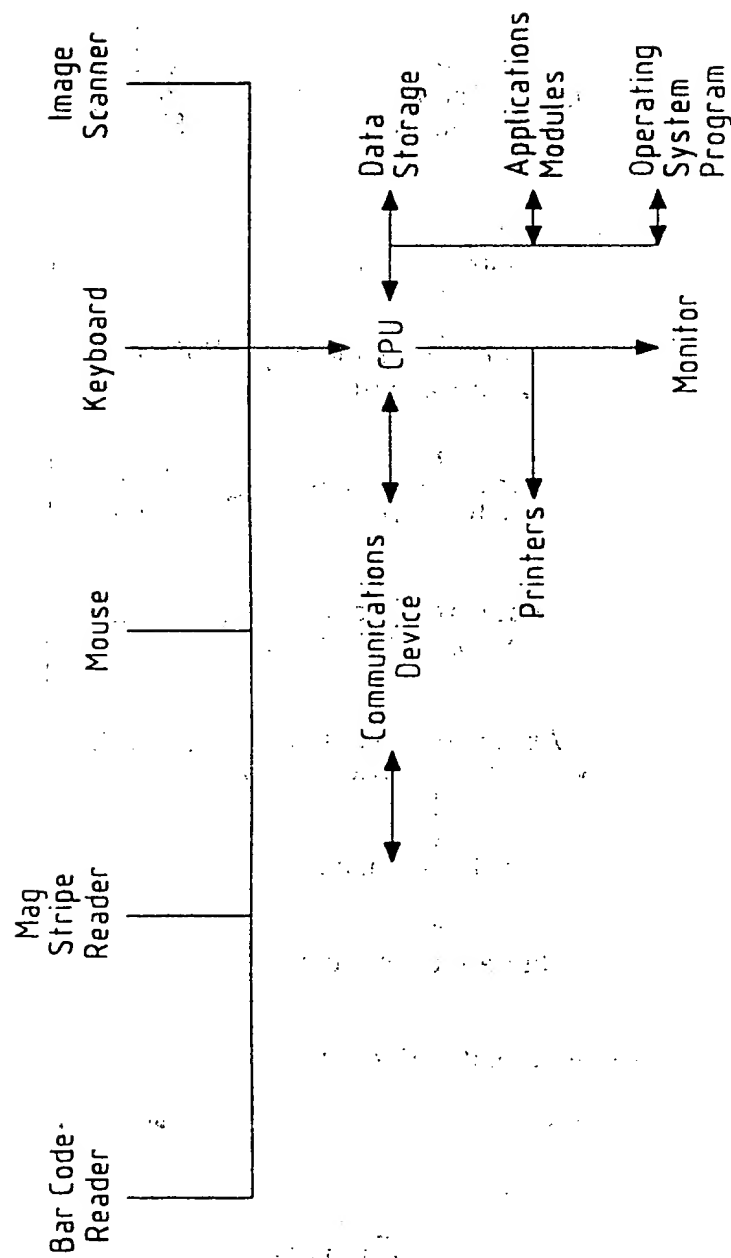 Bar Code-
Reader
Mag
Stripe
Reader
Mouse
Keyboard
Image
Scanner
Communications
Device
CPU
Data
Storage
Printers
Applications
Modules
Monitor
Operating
System
Program